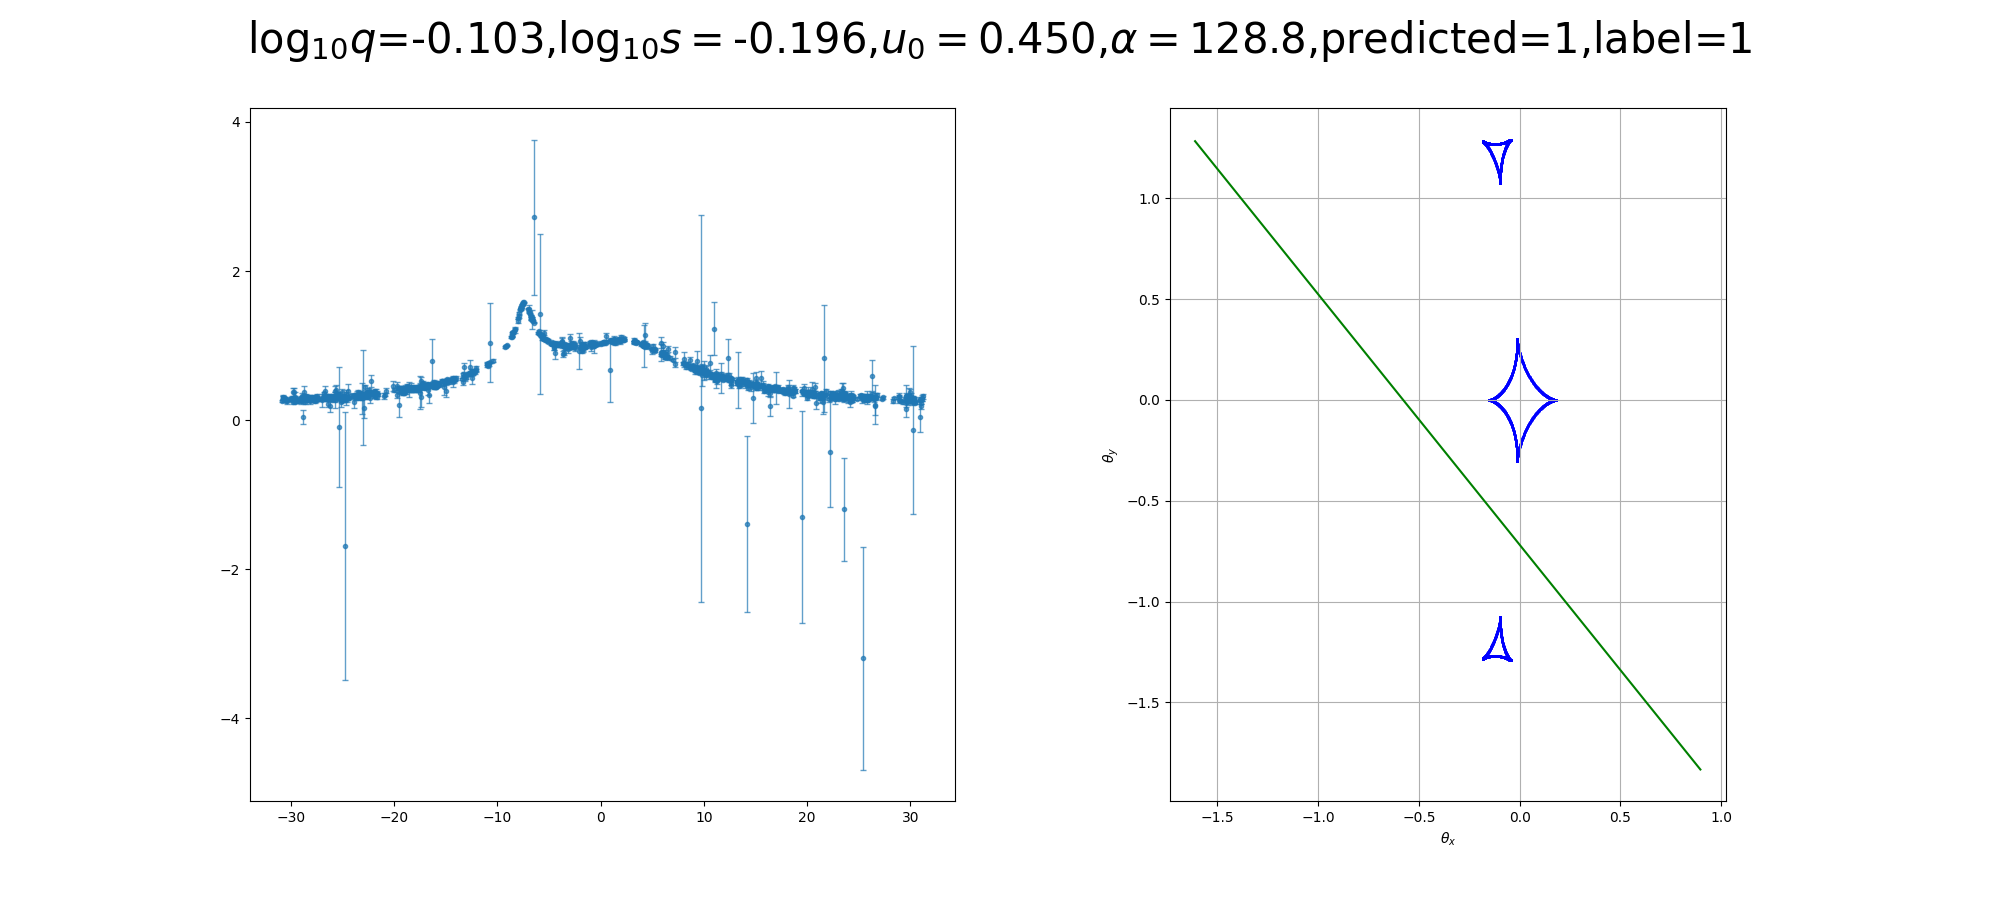 log₁₀q=-0.103,log₁₀s = -0.196,u₀ = 0.450,α = 128.8,predicted=1,label=1
4
2
0
−2
−4
−30 −20 −10 0 10 20 30
1.0
0.5
0.0
−0.5
−1.0
−1.5
θy
−1.5 −1.0 −0.5 0.0 0.5 1.0
θx